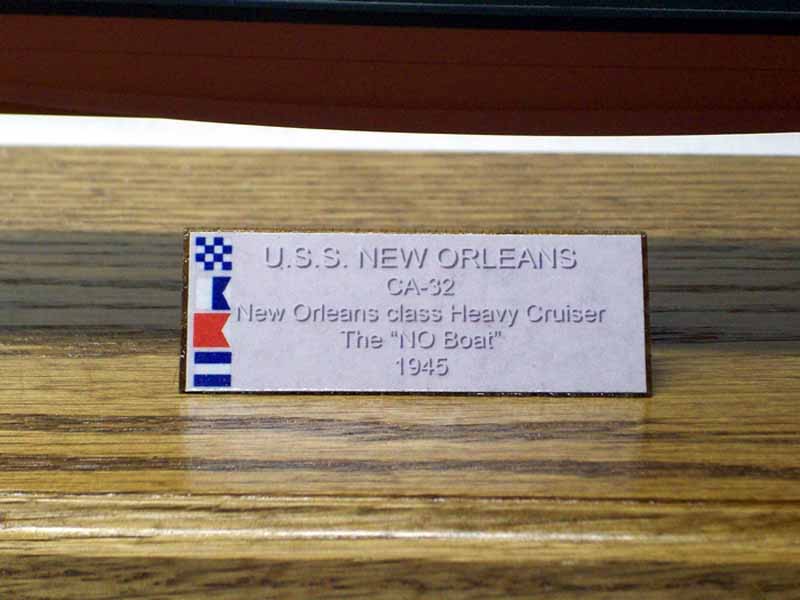 U.S.S. NEW ORLEANS
CA-32
New Orleans class Heavy Cruiser
The "NO Boat"
1945